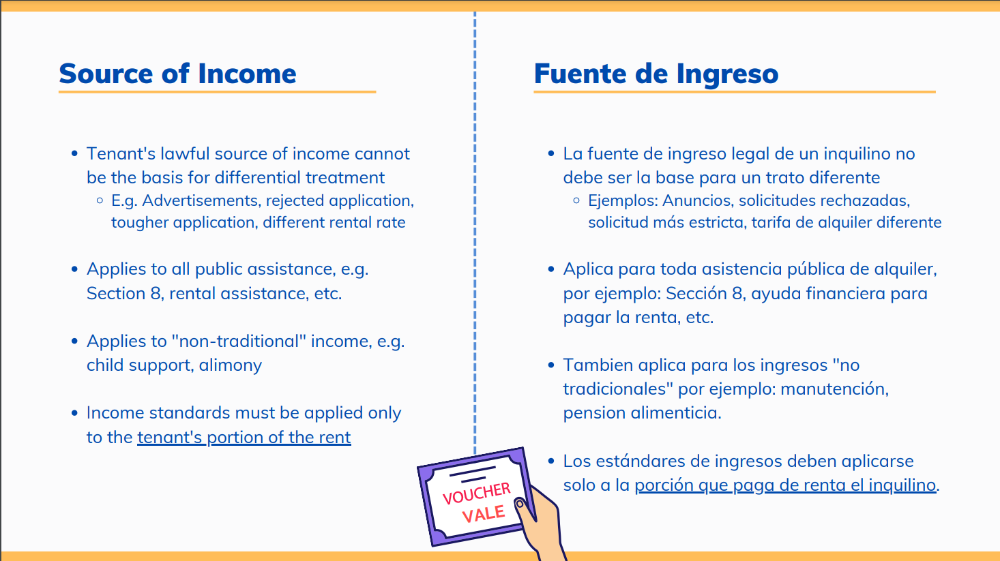 Source of Income
Tenant's lawful source of income cannot
be the basis for differential treatment
E.g. Advertisements, rejected application,
tougher application, different rental rate
Applies to all public assistance, e.g.
Section 8, rental assistance, etc.
Applies to "non-traditional" income, e.g.
child support, alimony
Income standards must be applied only
to the tenant's portion of the rent
Fuente de Ingreso
La fuente de ingreso legal de un inquilino no
debe ser la base para un trato diferente
Ejemplos: Anuncios, solicitudes rechazadas,
solicitud más estricta, tarifa de alquiler diferente
Aplica para toda asistencia pública de alquiler,
por ejemplo: Sección 8, ayuda financiera para
pagar la renta, etc.
Tambien aplica para los ingresos "no
tradicionales" por ejemplo: manutención,
pension alimenticia.
Los estándares de ingresos deben aplicarse
solo a la porción que paga de renta el inquilino.
VOUCHER
VALE